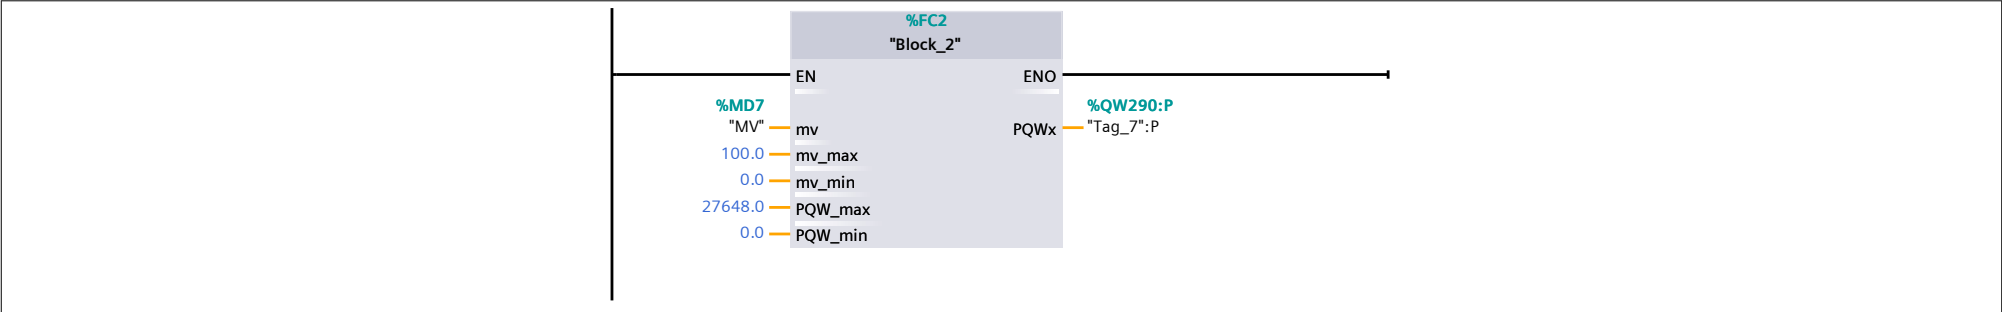 %FC2
"Block_2"
EN ENO
%MD7 %QW290:P
"MV" mv PQWx "Tag_7":P
100.0 mv_max
0.0 mv_min
27648.0 PQW_max
0.0 PQW_min